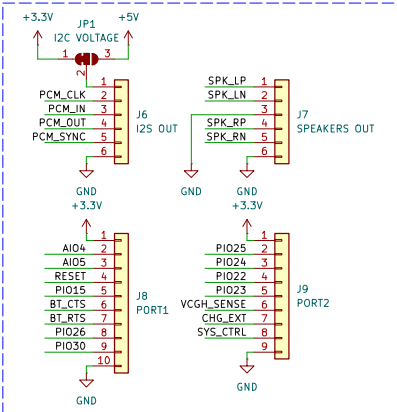 +3.3V
JP1
+5V
I2C VOLTAGE
1
3
2
1
PCM_CLK 2
PCM_IN 3
PCM_OUT 4
PCM_SYNC 5
6
J6
I2S OUT
GND
SPK_LP 1
SPK_LN 2
3
SPK_RP 4
SPK_RN 5
6
J7
SPEAKERS OUT
GND
GND
+3.3V
1
AIO4 2
AIO5 3
RESET 4
PIO15 5
BT_CTS 6
BT_RTS 7
PIO26 8
PIO30 9
10
J8
PORT1
GND
+3.3V
1
PIO25 2
PIO24 3
PIO22 4
PIO23 5
VCGH_SENSE 6
CHG_EXT 7
SYS_CTRL 8
9
J9
PORT2
GND